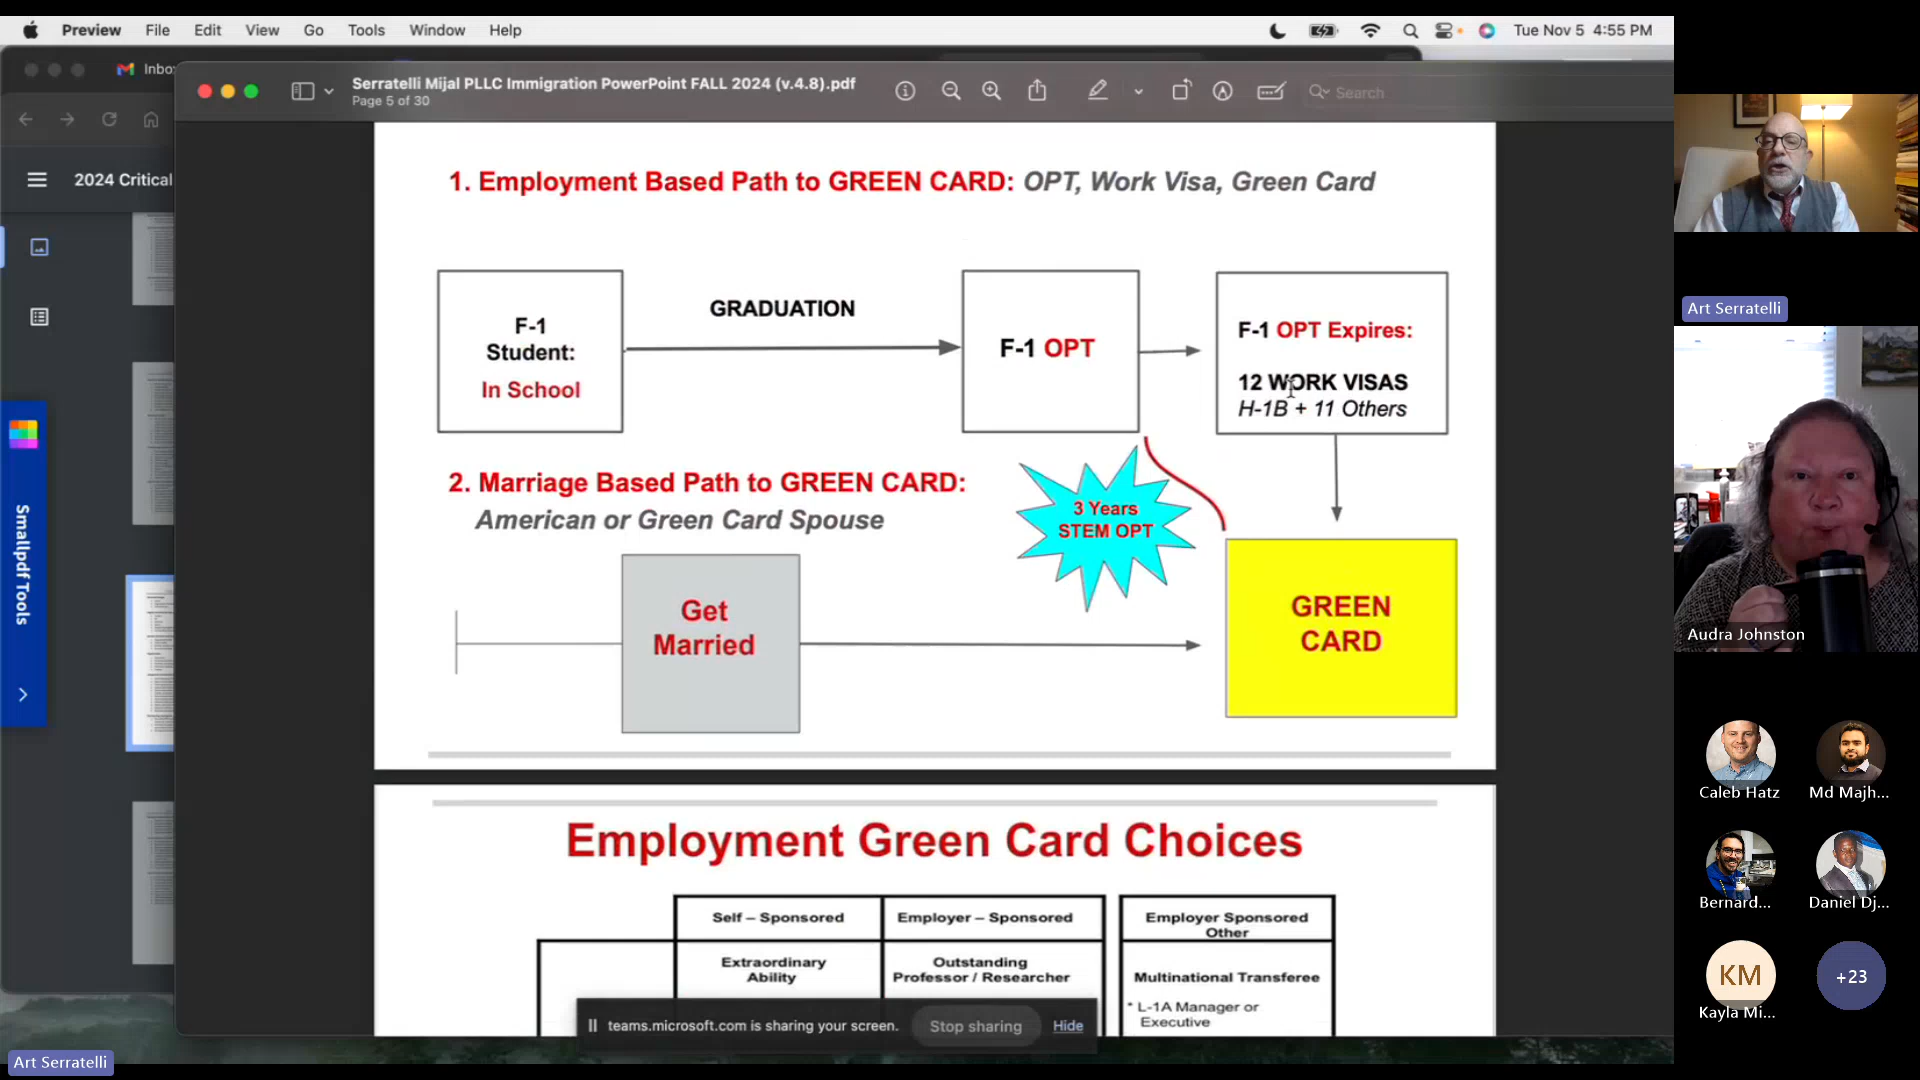 Preview File Edit View Go Tools Window Help
Tue Nov 5 4:55 PM
Inbo
Serratelli Mijal PLLC Immigration PowerPoint FALL 2024 (v.4.8).pdf
Page 5 of 30
Search
2024 Critical
Smallpdf Tools
1. Employment Based Path to GREEN CARD: OPT, Work Visa, Green Card
F-1
Student:
In School
GRADUATION
F-1 OPT
F-1 OPT Expires:
12 WORK VISAS
H-1B + 11 Others
2. Marriage Based Path to GREEN CARD:
American or Green Card Spouse
3 Years
STEM OPT
Get
Married
GREEN
CARD
Employment Green Card Choices
Self – Sponsored
Employer – Sponsored
Employer Sponsored
Other
Extraordinary
Ability
Outstanding
Professor / Researcher
Multinational Transferee
* L-1A Manager or
Executive
teams.microsoft.com is sharing your screen.
Stop sharing
Hide
Art Serratelli
Art Serratelli
Audra Johnston
Caleb Hatz
Md Majh...
Bernard...
Daniel Dj...
KM
Kayla Mi...
+23